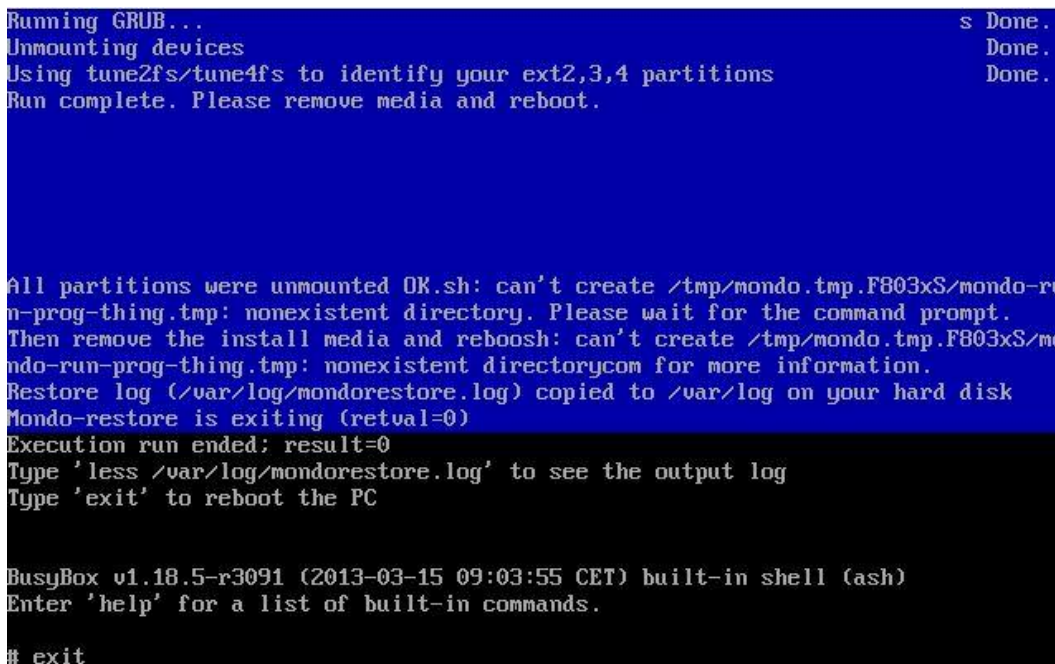 Running GRUB... s Done.
Unmounting devices Done.
Using tune2fs/tune4fs to identify your ext2,3,4 partitions Done.
Run complete. Please remove media and reboot.
All partitions were unmounted OK.sh: can't create /tmp/mondo.tmp.F803xS/mondo-ru
n-prog-thing.tmp: nonexistent directory. Please wait for the command prompt.
Then remove the install media and reboosh: can't create /tmp/mondo.tmp.F803xS/mo
ndo-run-prog-thing.tmp: nonexistent directorycom for more information.
Restore log (/var/log/mondorestore.log) copied to /var/log on your hard disk
Mondo-restore is exiting (retval=0)
Execution run ended; result=0
Type 'less /var/log/mondorestore.log' to see the output log
Type 'exit' to reboot the PC
BusyBox v1.18.5-r3091 (2013-03-15 09:03:55 CET) built-in shell (ash)
Enter 'help' for a list of built-in commands.
# exit